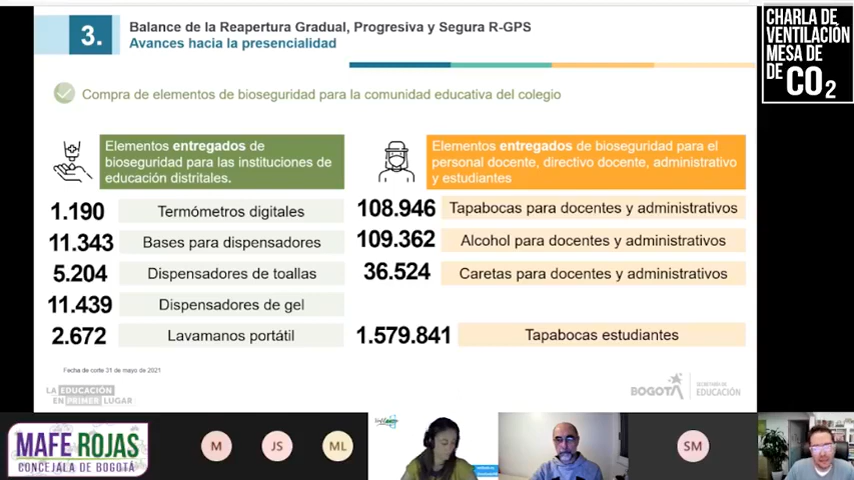 3.
Balance de la Reapertura Gradual, Progresiva y Segura R-GPS
Avances hacia la presencialidad
CHARLA DE
VENTILACIÓN
MESA DE
DE CO2
Compra de elementos de bioseguridad para la comunidad educativa del colegio
Elementos entregados de
bioseguridad para las instituciones de
educación distritales.
1.190 Termómetros digitales
11.343 Bases para dispensadores
5.204 Dispensadores de toallas
11.439 Dispensadores de gel
2.672 Lavamanos portátil
Elementos entregados de bioseguridad para el
personal docente, directivo docente, administrativo
y estudiantes
108.946 Tapabocas para docentes y administrativos
109.362 Alcohol para docentes y administrativos
36.524 Caretas para docentes y administrativos
1.579.841 Tapabocas estudiantes
Fecha de corte 31 de mayo de 2021
LA EDUCACIÓN
EN PRIMER LUGAR
BOGOTÁ
SECRETARÍA DE
EDUCACIÓN
MAFE ROJAS
CONCEJALA DE BOGOTÁ
M
JS
ML
SM